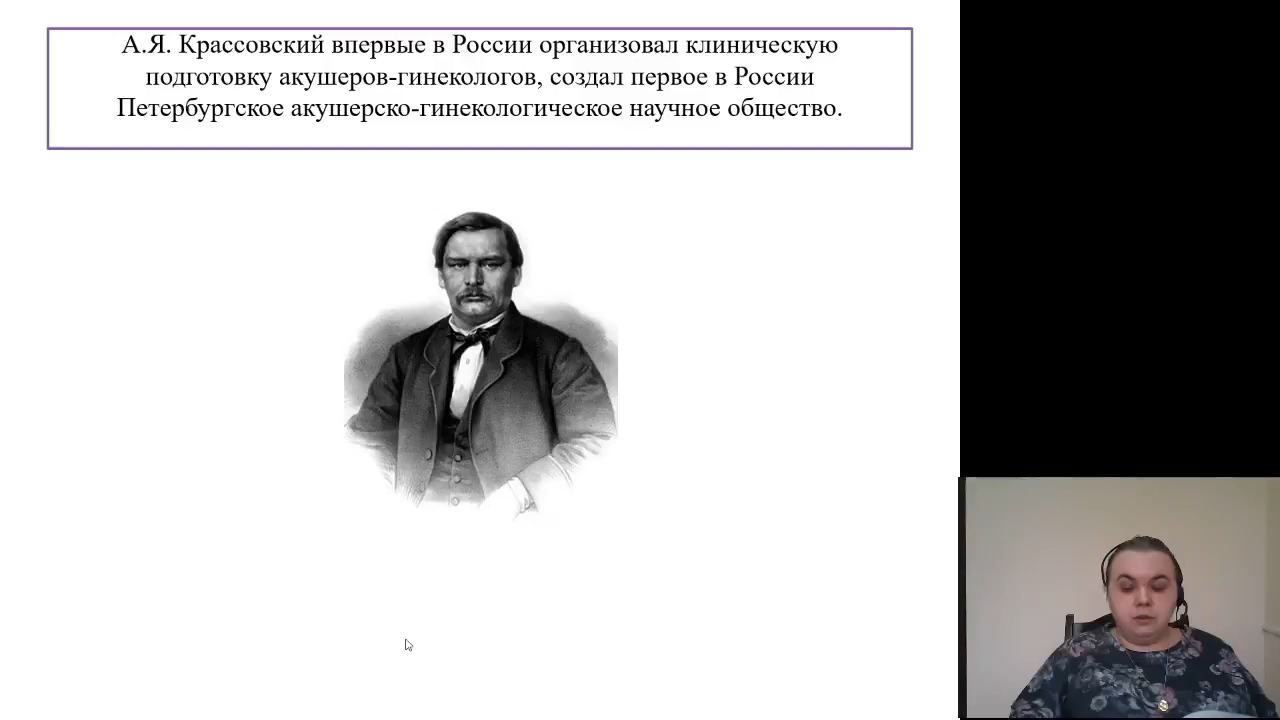 А.Я. Крассовский впервые в России организовал клиническую
подготовку акушеров-гинекологов, создал первое в России
Петербургское акушерско-гинекологическое научное общество.